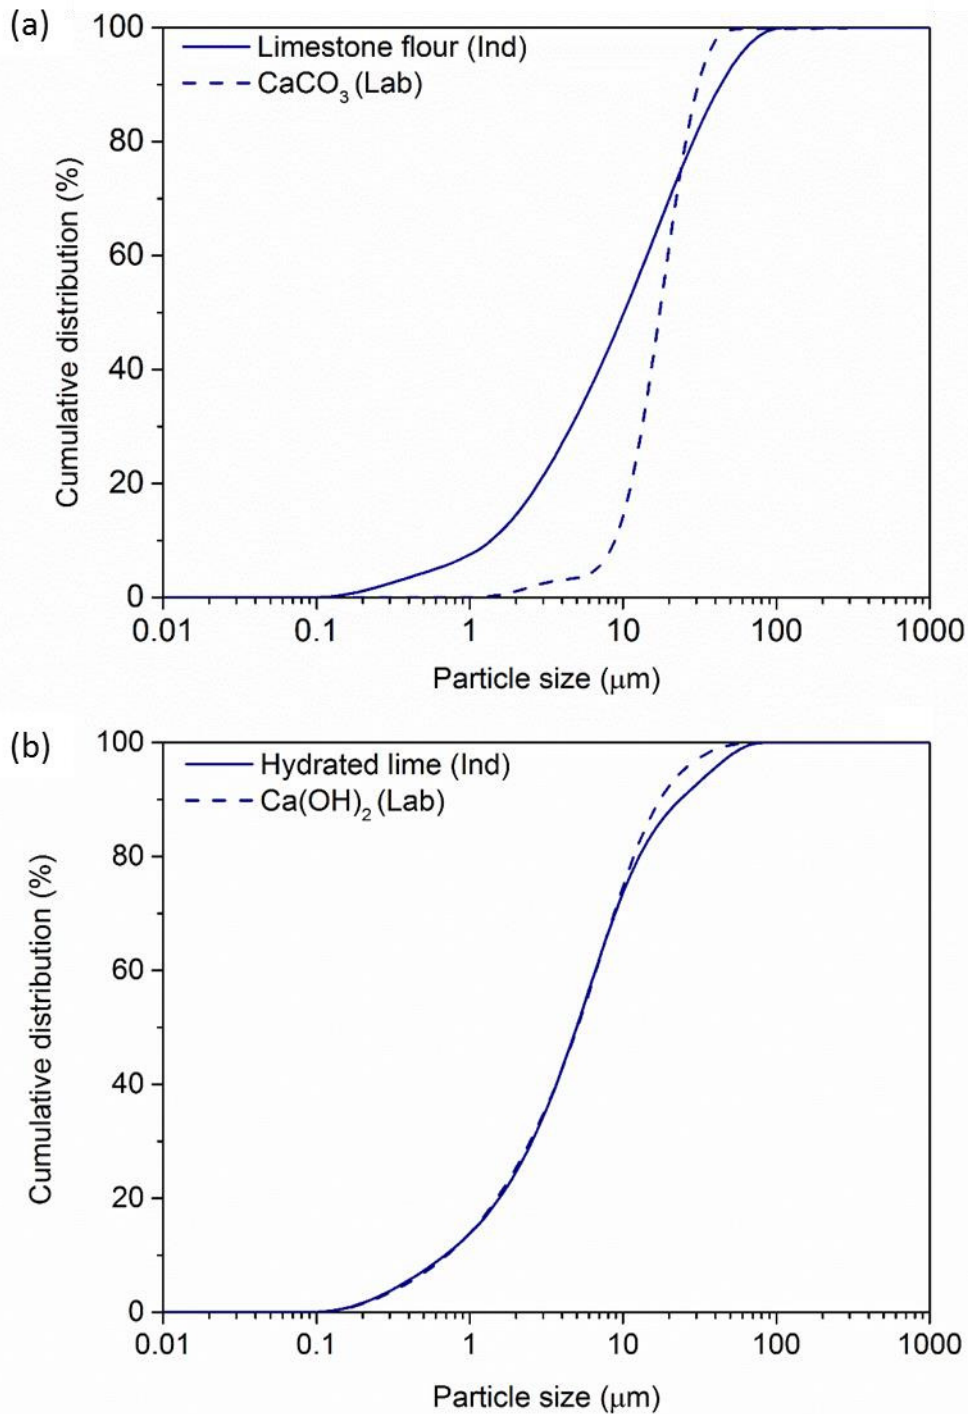 (a)
100
80
60
40
20
0
Cumulative distribution (%)
Limestone flour (Ind)
CaCO₃ (Lab)
0.01 0.1 1 10 100 1000
Particle size (μm)
(b)
100
80
60
40
20
0
Cumulative distribution (%)
Hydrated lime (Ind)
Ca(OH)₂ (Lab)
0.01 0.1 1 10 100 1000
Particle size (μm)